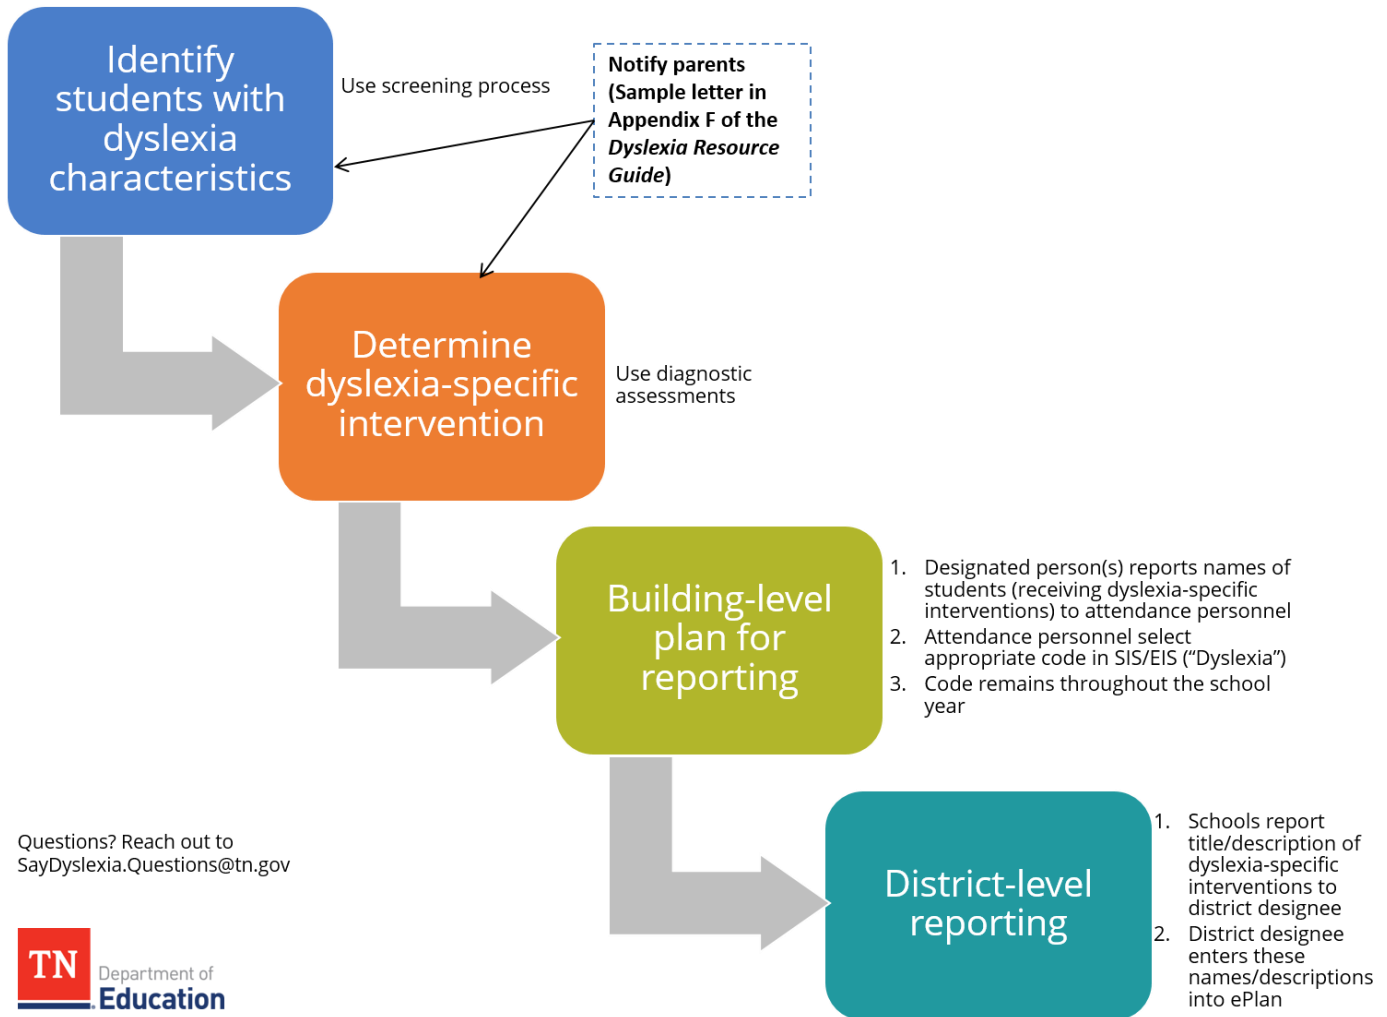 Identify
students with
dyslexia
characteristics
Use screening process
Notify parents
(Sample letter in
Appendix F of the
Dyslexia Resource
Guide)
Determine
dyslexia-specific
intervention
Use diagnostic
assessments
Building-level
plan for
reporting
1. Designated person(s) reports names of
students (receiving dyslexia-specific
interventions) to attendance personnel
2. Attendance personnel select
appropriate code in SIS/EIS (“Dyslexia”)
3. Code remains throughout the school
year
District-level
reporting
1. Schools report
title/description of
dyslexia-specific
interventions to
district designee
2. District designee
enters these
names/descriptions
into ePlan
Questions? Reach out to
SayDyslexia.Questions@tn.gov
TN
Department of
Education